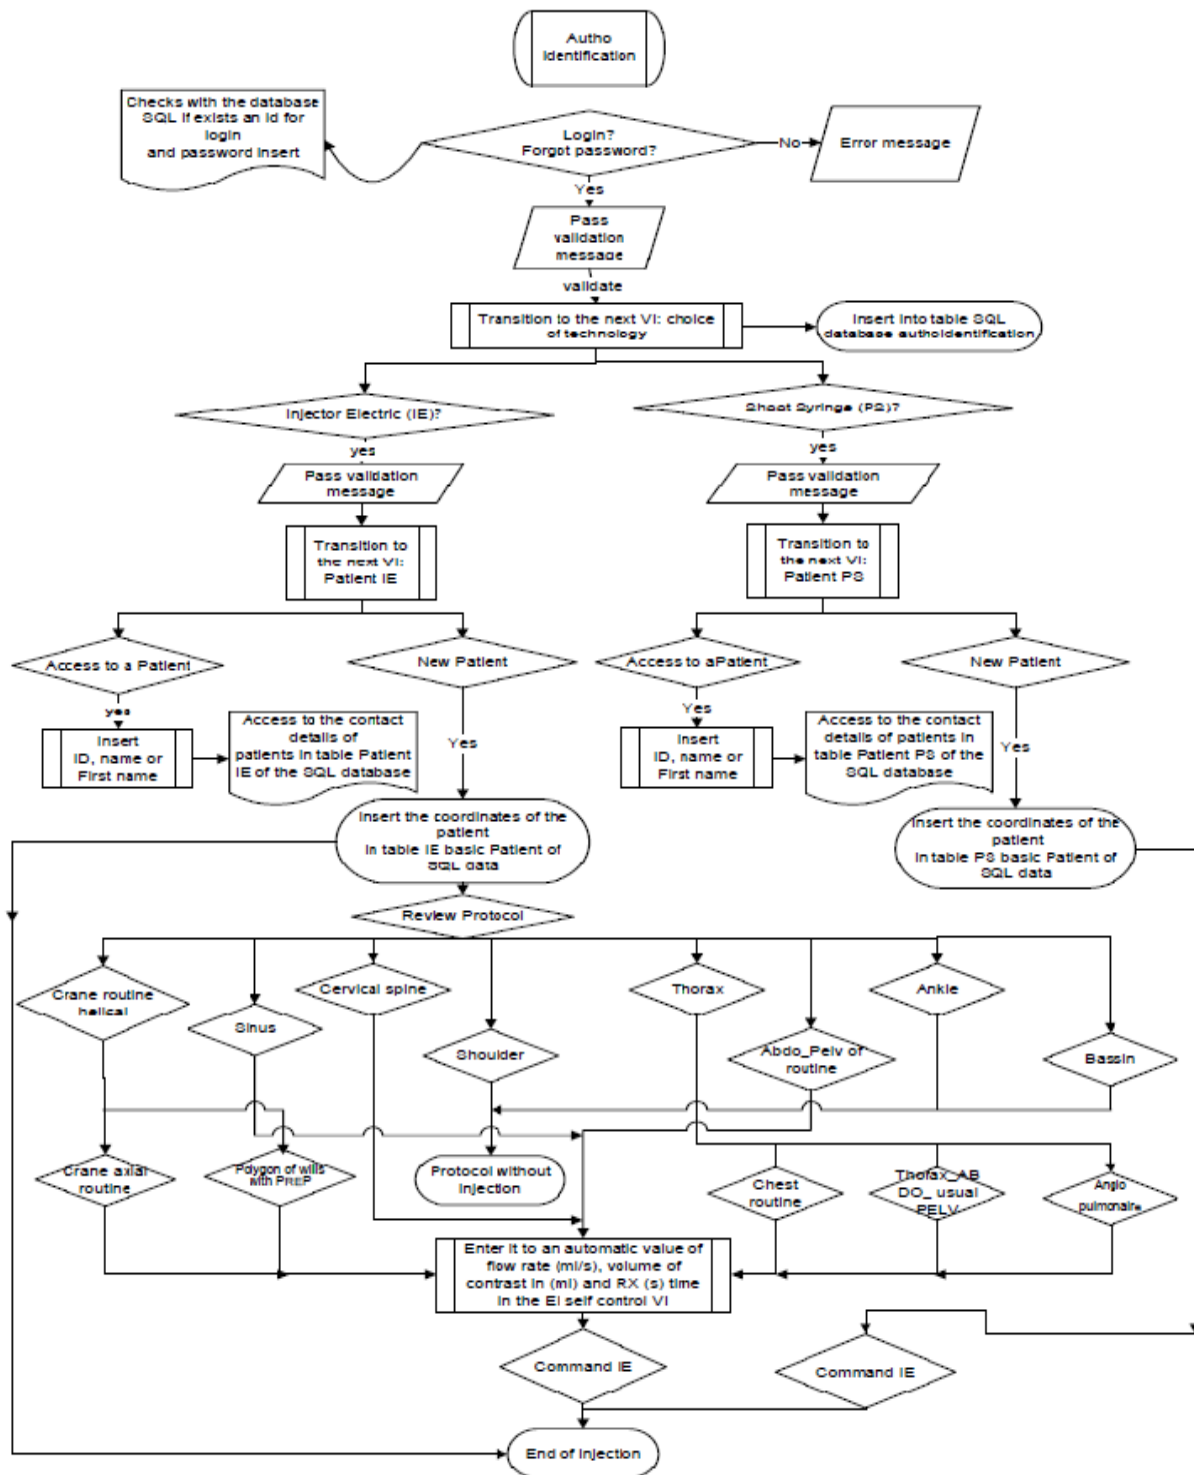 Autho
Identification
Checks with the database
SQL if exists an id for
login
and password insert
Login?
Forgot password?
No
Error message
Yes
Pass
validation
message
validate
Transition to the next VI: choice
of technology
Insert into table SQL
database authoidentification
Injector Electric (IE)?
Shoot Syringe (PS)?
yes
yes
Pass validation
message
Pass validation
message
Transition to
the next VI:
Patient IE
Transition to
the next VI:
Patient PS
Access to a Patient
New Patient
Access to aPatient
New Patient
yes
Insert
ID, name or
First name
Access to the contact
details of
patients in table Patient
IE of the SQL database
Yes
Yes
Insert
ID, name or
First name
Access to the contact
details of patients in
table Patient PS of the
SQL database
Yes
Insert the coordinates of the
patient
in table IE basic Patient of
SQL data
Insert the coordinates of the
patient
in table PS basic Patient of
SQL data
Review Protocol
Crane routine
helical
Sinus
Cervical spine
Shoulder
Thorax
Abdo_Pelv of
routine
Ankle
Bassin
Crane axial
routine
Polygon of wills
with PREP
Protocol without
injection
Chest
routine
Thorax_AB
DO_ usual
PELV
Angio
pulmonaire
Enter it to an automatic value of
flow rate (ml/s), volume of
contrast in (ml) and RX (s) time
in the EI self control VI
Command IE
Command IE
End of Injection